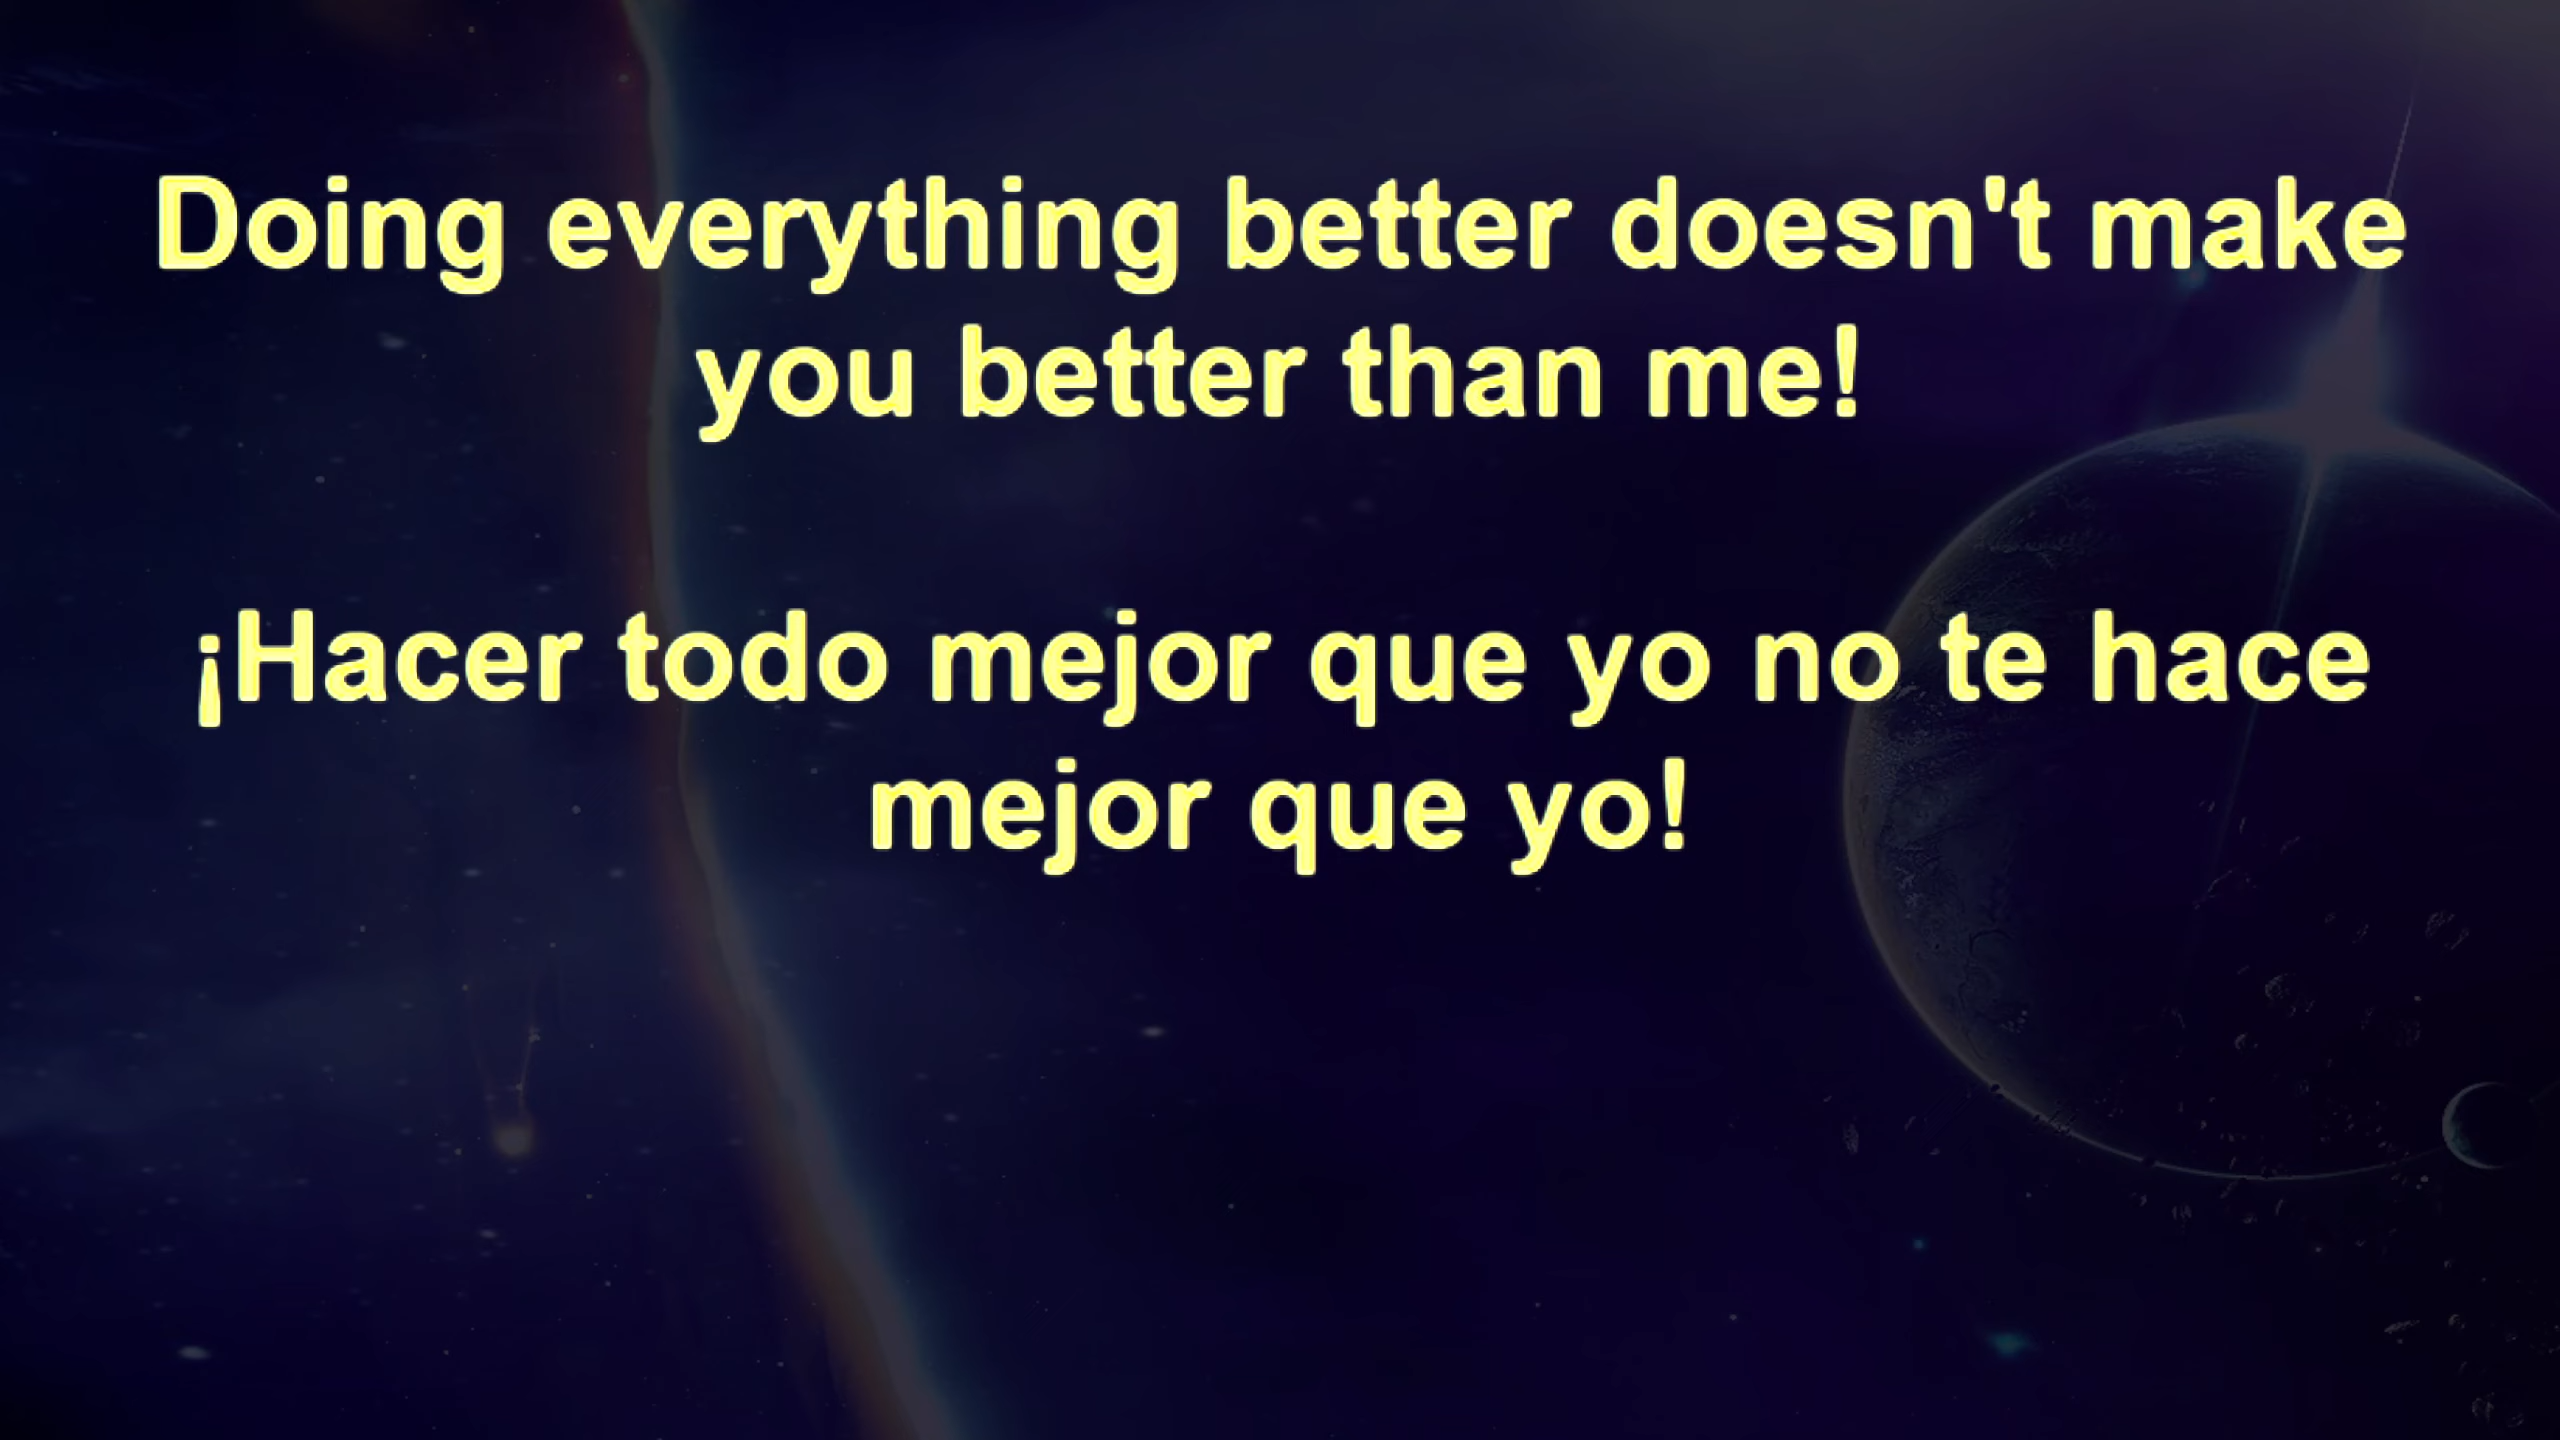 Doing everything better doesn't make
you better than me!
¡Hacer todo mejor que yo no te hace
mejor que yo!